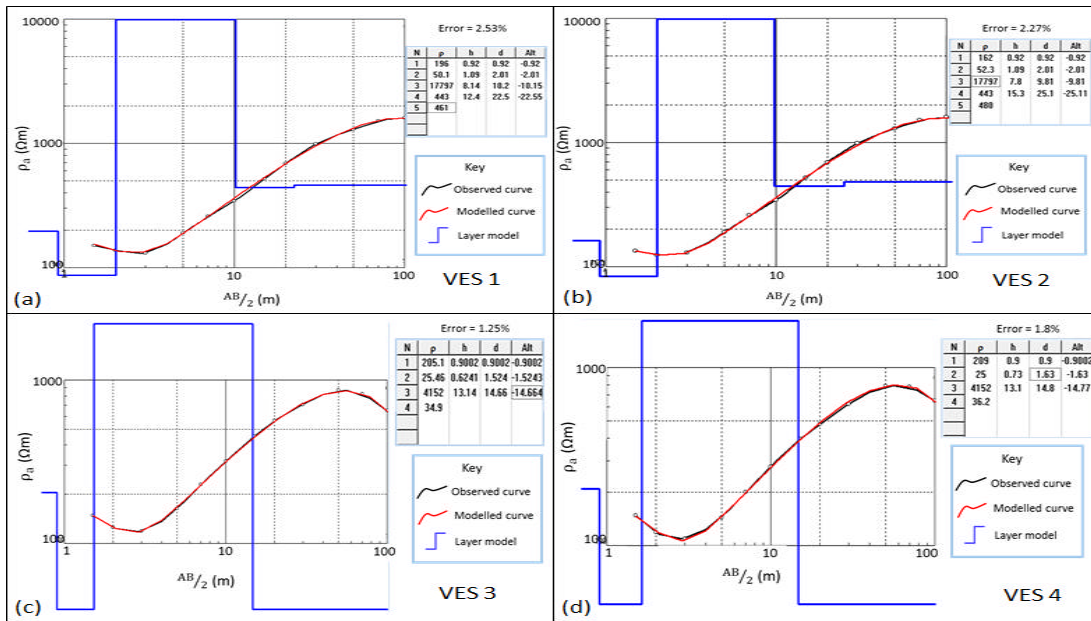 10000
1000
100
ρa (Ωm)
1
10
100
AB/2 (m)
(a)
VES 1
Error = 2.53%
N ρ h d Alt
1 196 0.92 0.92 -0.92
2 50.1 1.09 2.01 -2.01
3 17797 8.14 10.2 -10.15
4 443 12.4 22.5 -22.55
5 461
Key
Observed curve
Modelled curve
Layer model
10000
1000
100
ρa (Ωm)
1
10
100
AB/2 (m)
(b)
VES 2
Error = 2.27%
N ρ h d Alt
1 162 0.92 0.92 -0.92
2 52.3 1.09 2.01 -2.01
3 17797 7.8 9.81 -9.81
4 443 15.3 25.1 -25.11
5 480
Key
Observed curve
Modelled curve
Layer model
1000
100
ρa (Ωm)
1
10
100
AB/2 (m)
(c)
VES 3
Error = 1.25%
N ρ h d Alt
1 205.1 0.9002 0.9002 -0.9002
2 25.46 0.6241 1.524 -1.5243
3 4152 13.14 14.66 -14.664
4 34.9
Key
Observed curve
Modelled curve
Layer model
1000
100
ρa (Ωm)
1
10
100
AB/2 (m)
(d)
VES 4
Error = 1.8%
N ρ h d Alt
1 209 0.9 0.9 -0.9002
2 25 0.73 1.63 -1.63
3 4152 13.1 14.8 -14.77
4 36.2
Key
Observed curve
Modelled curve
Layer model